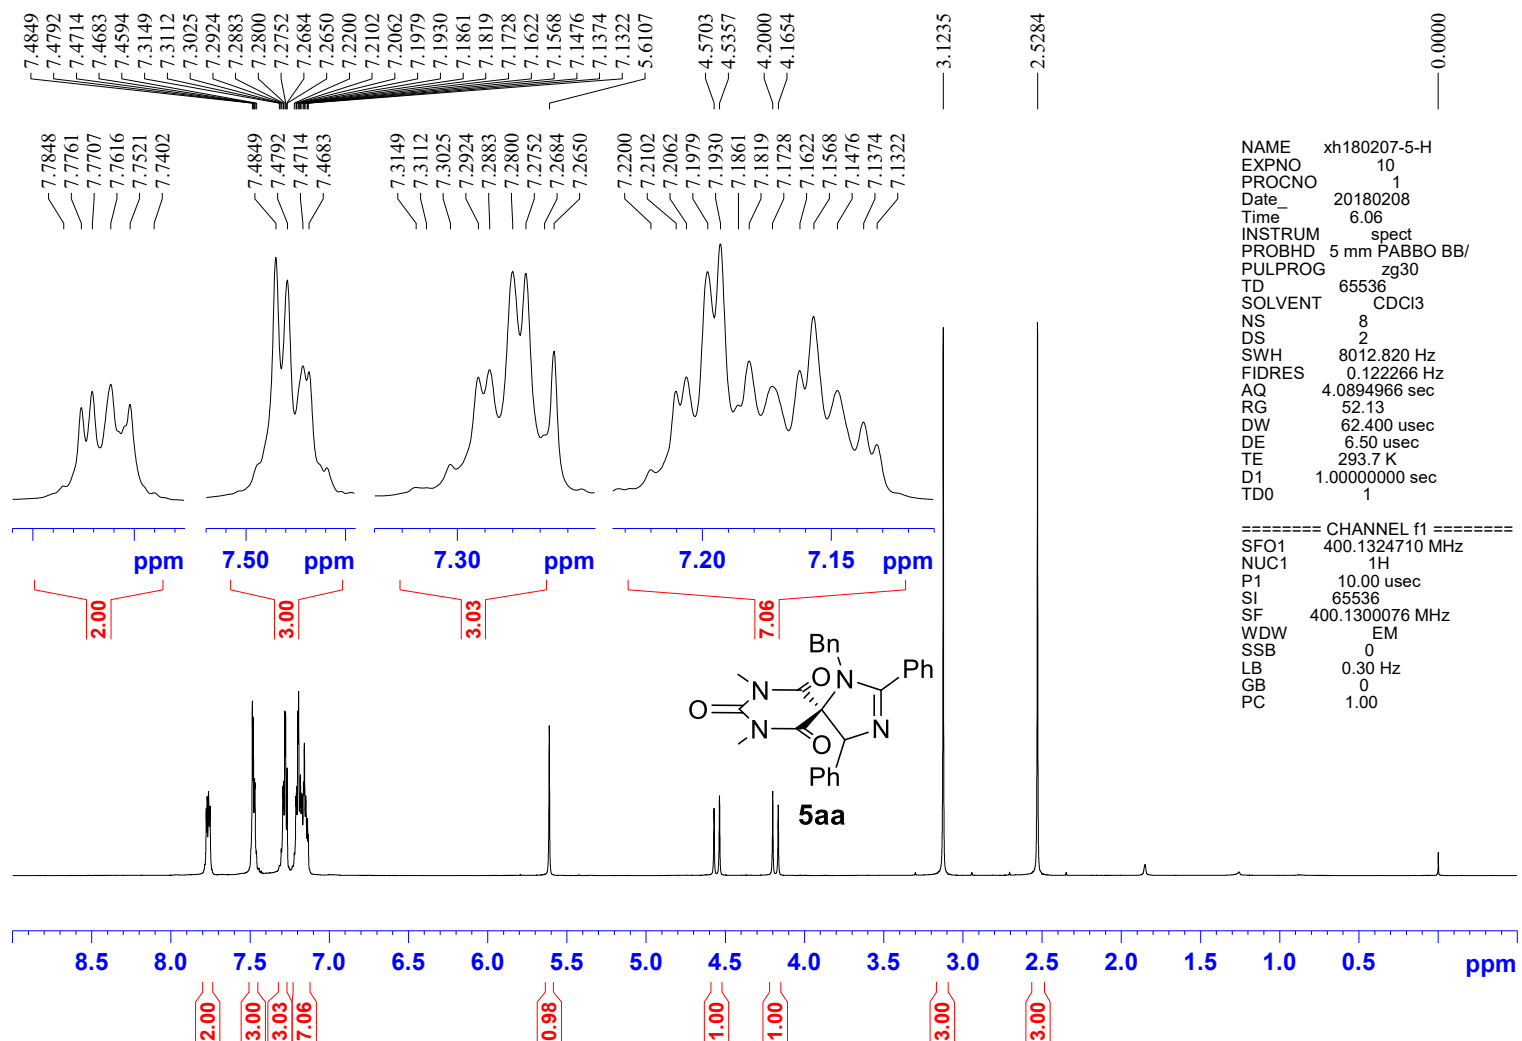 7.4849 7.4792 7.4714 7.4683 7.4594 7.3149 7.3112 7.3025 7.2924 7.2883 7.2800 7.2752 7.2684 7.2650 7.2200 7.2102 7.2062 7.1979 7.1930 7.1861 7.1819 7.1728 7.1622 7.1568 7.1476 7.1374 7.1322 5.6107 4.5703 4.5357 4.2000 4.1654 3.1235 2.5284 0.0000
7.7848 7.7761 7.7707 7.7616 7.7521 7.7402
7.4849 7.4792 7.4714 7.4683
7.3149 7.3112 7.3025 7.2924 7.2883 7.2800 7.2752 7.2684 7.2650
7.2200 7.2102 7.2062 7.1979 7.1930 7.1861 7.1819 7.1728 7.1622 7.1568 7.1476 7.1374 7.1322
NAME xh180207-5-H
EXPNO 10
PROCNO 1
Date_ 20180208
Time 6.06
INSTRUM spect
PROBHD 5 mm PABBO BB/
PULPROG zg30
TD 65536
SOLVENT CDCl3
NS 8
DS 2
SWH 8012.820 Hz
FIDRES 0.122266 Hz
AQ 4.0894966 sec
RG 52.13
DW 62.400 usec
DE 6.50 usec
TE 293.7 K
D1 1.00000000 sec
TD0 1
======== CHANNEL f1 ========
SFO1 400.1324710 MHz
NUC1 1H
P1 10.00 usec
SI 65536
SF 400.1300076 MHz
WDW EM
SSB 0
LB 0.30 Hz
GB 0
PC 1.00
ppm
7.50 ppm
7.30 ppm
7.20 7.15 ppm
2.00 3.00 3.03 7.06
Bn
N O N Ph
O
N O N
Ph
5aa
8.5 8.0 7.5 7.0 6.5 6.0 5.5 5.0 4.5 4.0 3.5 3.0 2.5 2.0 1.5 1.0 0.5 ppm
2.00 3.00 3.03 7.06 0.98 1.00 1.00 3.00 3.00